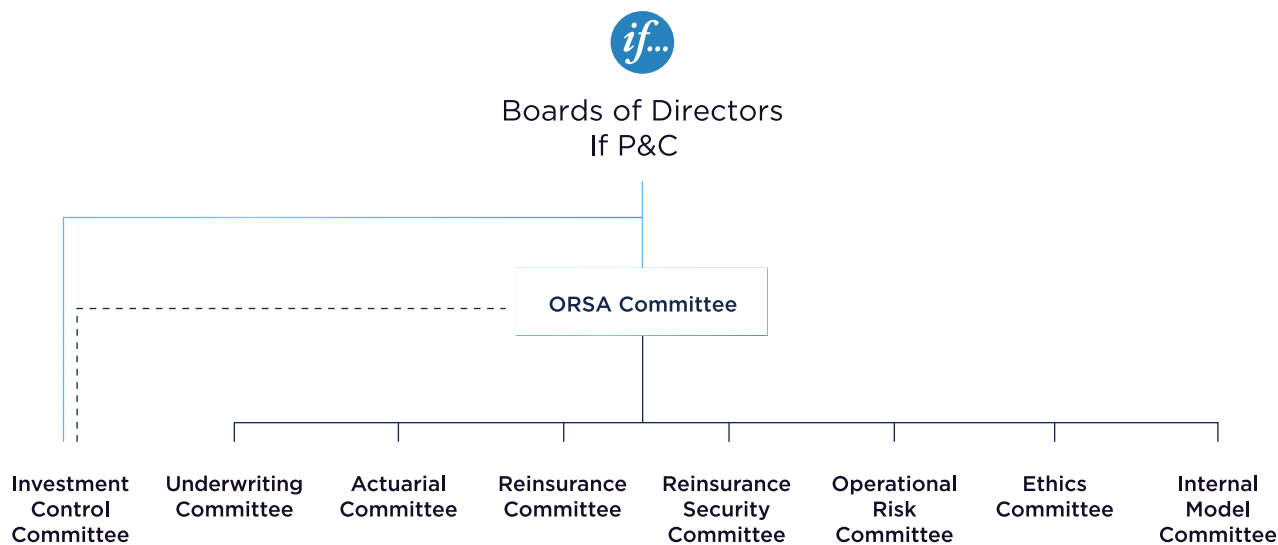 if...
Boards of Directors
If P&C
ORSA Committee
Investment
Control
Committee
Underwriting
Committee
Actuarial
Committee
Reinsurance
Committee
Reinsurance
Security
Committee
Operational
Risk
Committee
Ethics
Committee
Internal
Model
Committee